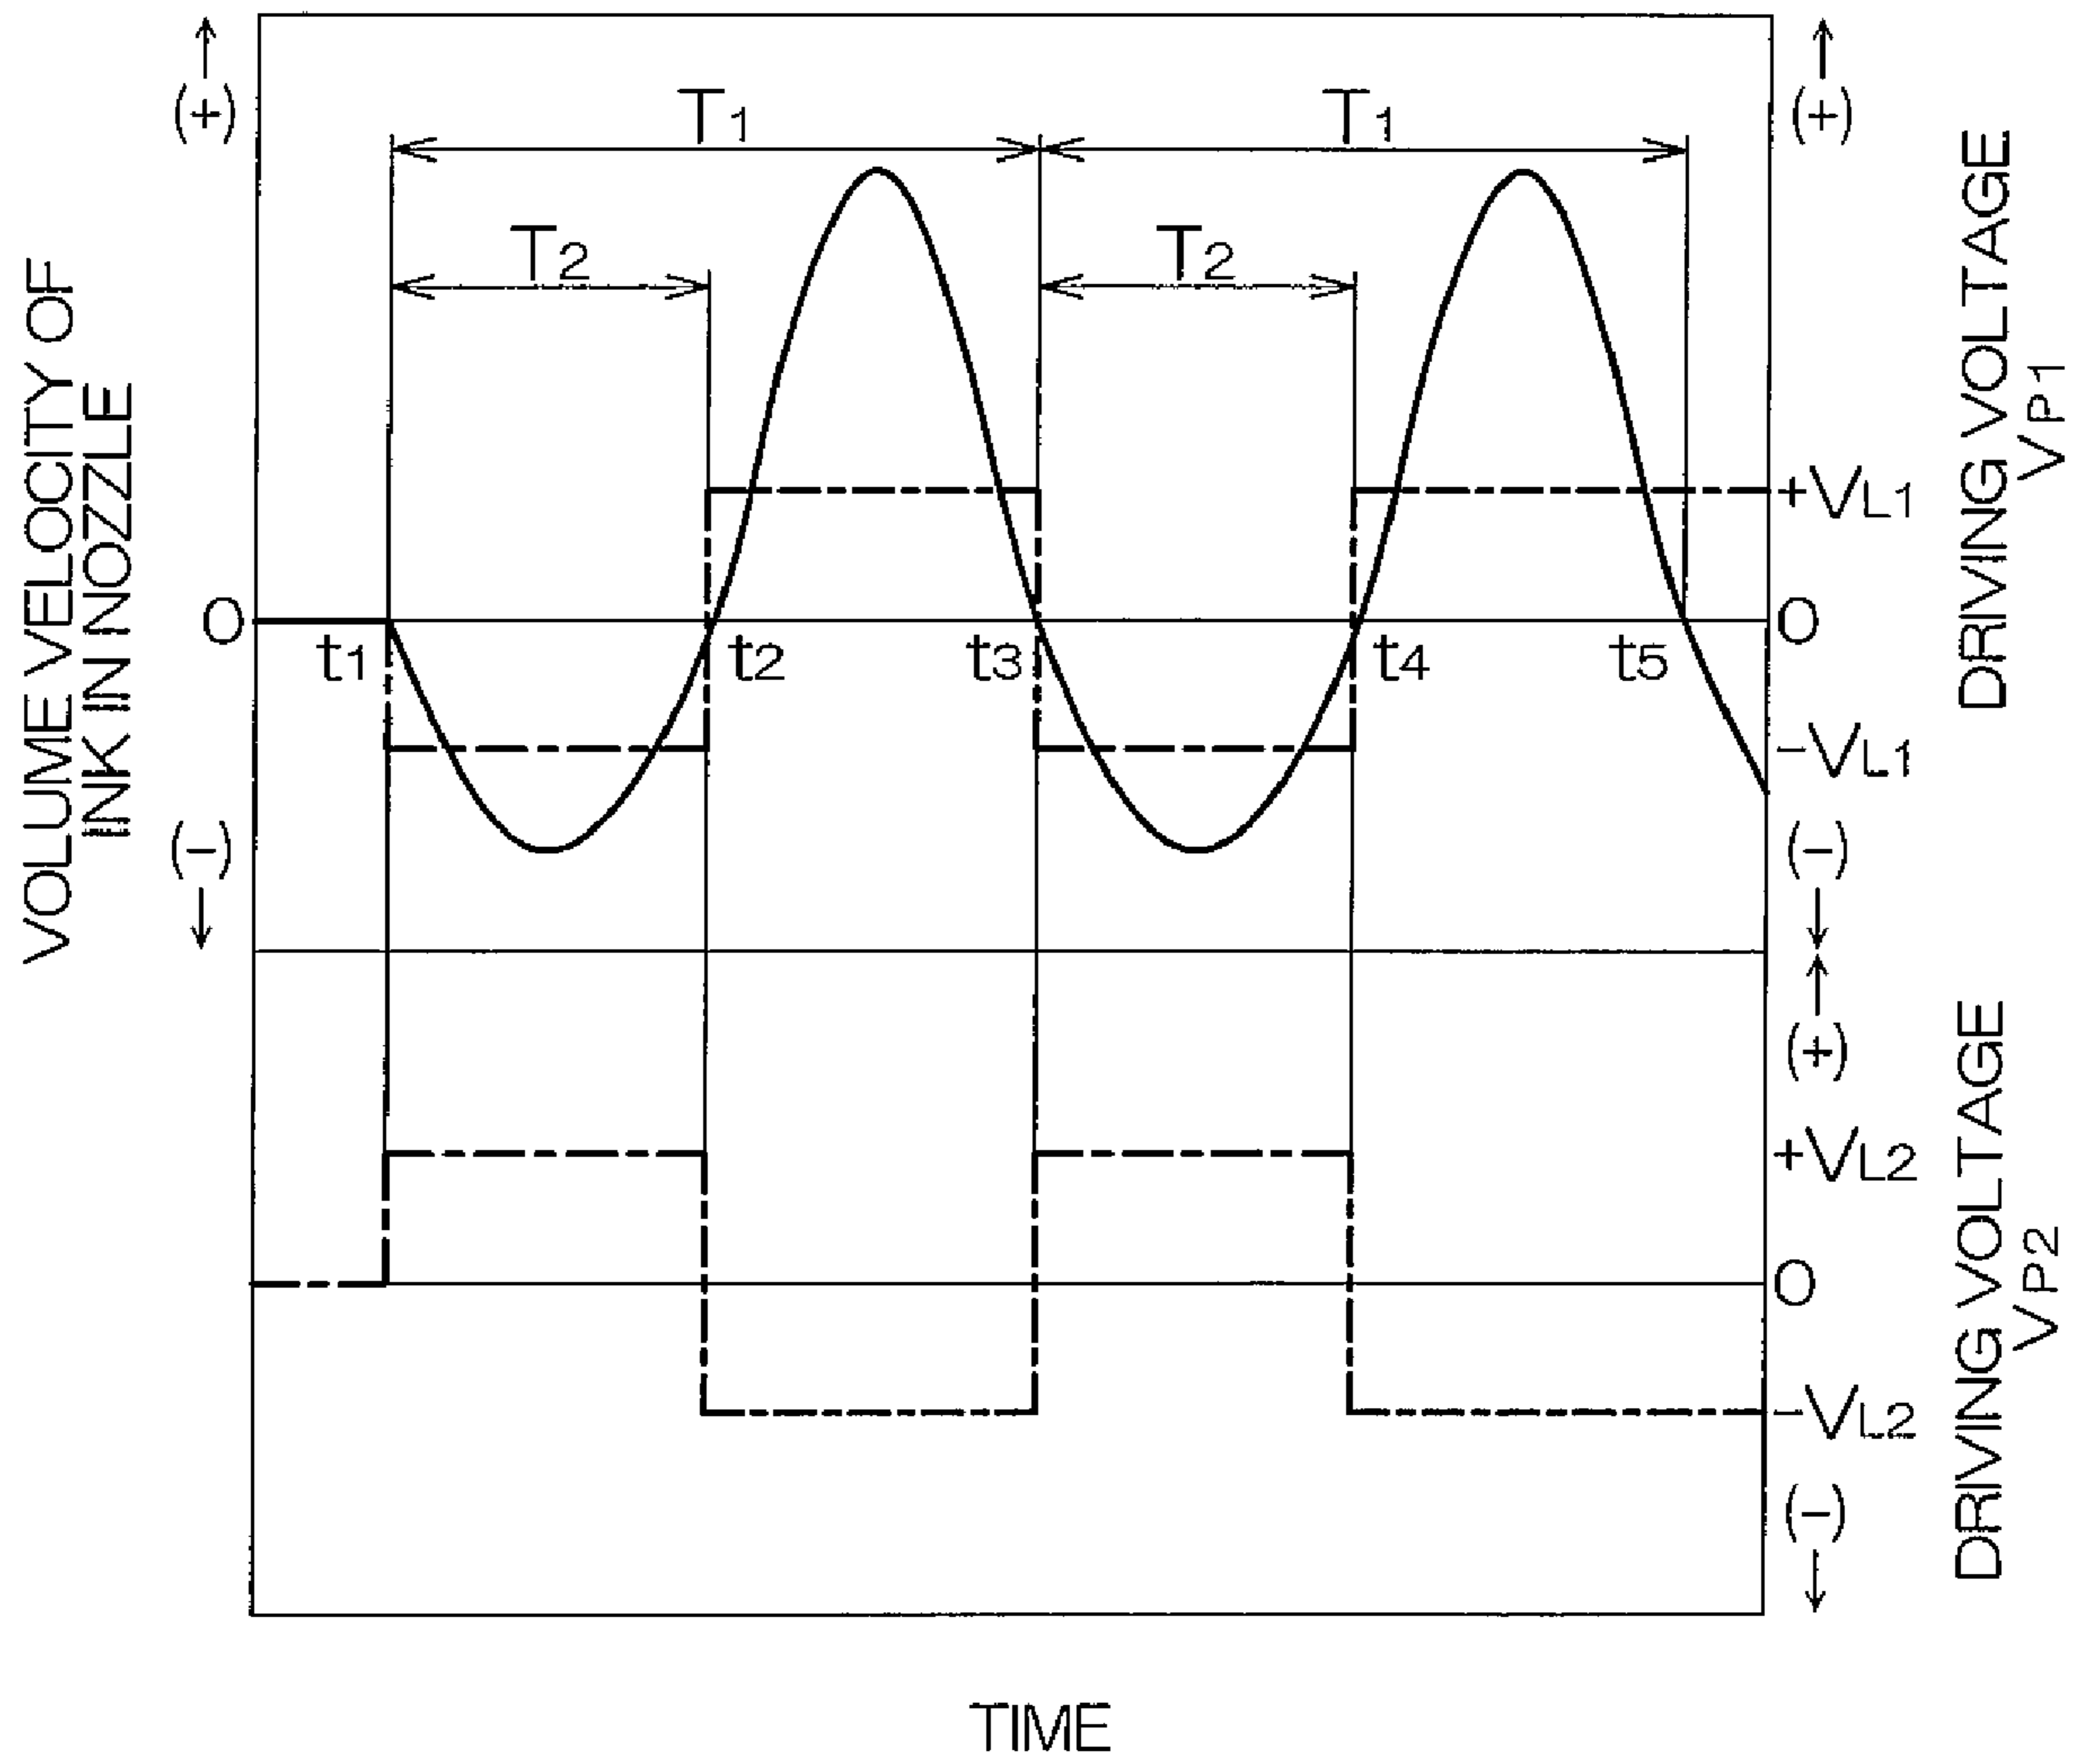 (+)
(+)
T1
T1
T2
T2
VOLUME VELOCITY OF
INK IN NOZZLE
DRIVING VOLTAGE
VP1
+VL1
0
t1
t2
t3
t4
t5
0
-VL1
(-)
(-)
(+)
+VL2
0
DRIVING VOLTAGE
VP2
-VL2
(-)
TIME